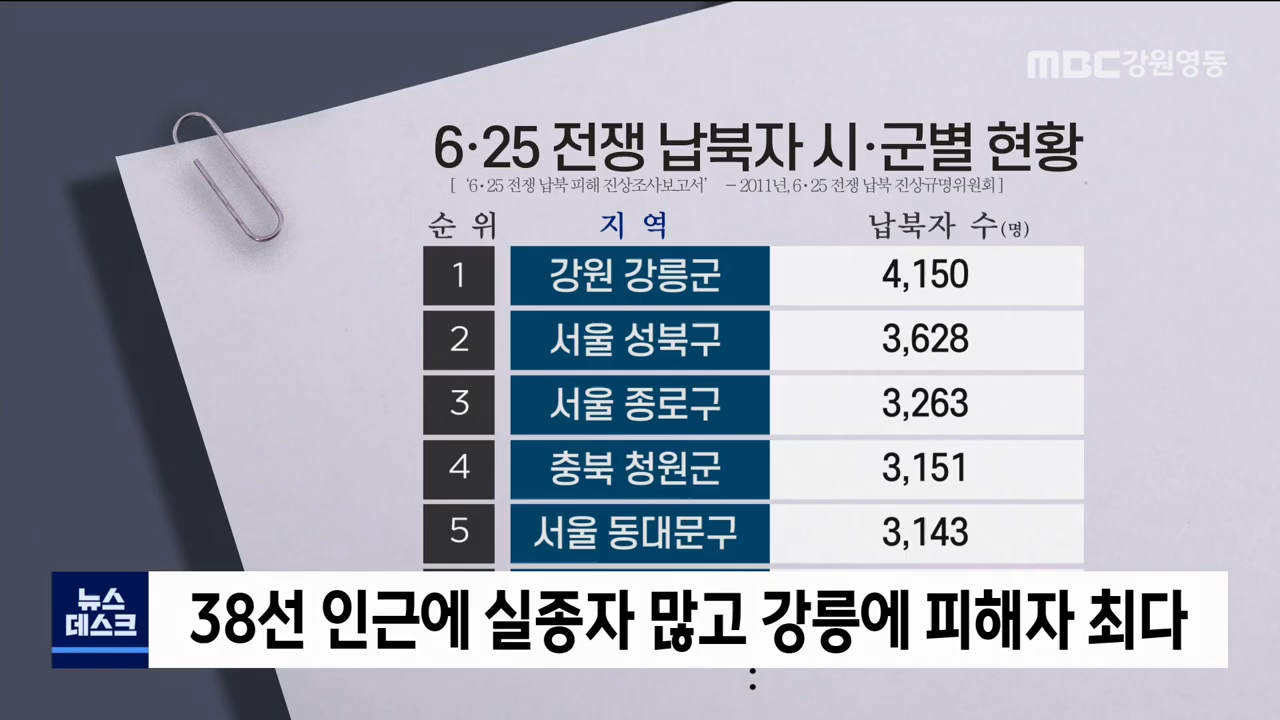 MBC강원영동
6·25 전쟁 납북자 시·군별 현황
[ ‘6·25 전쟁 납북 피해 진상조사보고서’ – 2011년, 6·25 전쟁 납북 진상규명위원회 ]
순 위 지 역 납북자 수(명)
1 강원 강릉군 4,150
2 서울 성북구 3,628
3 서울 종로구 3,263
4 충북 청원군 3,151
5 서울 동대문구 3,143
뉴스
데스크
38선 인근에 실종자 많고 강릉에 피해자 최다